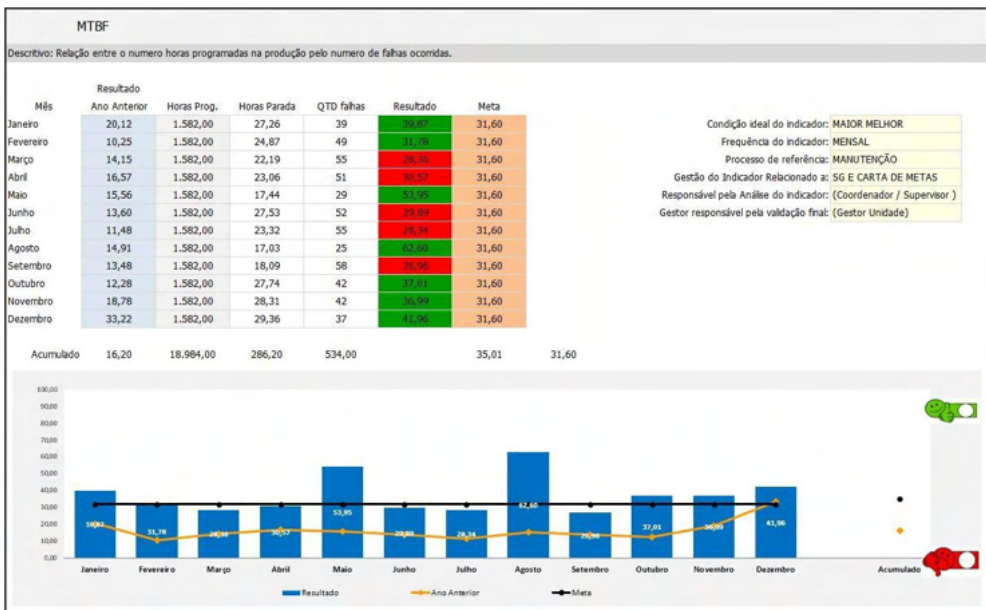 MTBF
Descritivo: Relação entre o numero horas programadas na produção pelo numero de falhas ocorridas.
Resultado
Mês Ano Anterior Horas Prog. Horas Parada QTD falhas Resultado Meta
Janeiro 20,12 1.582,00 27,26 39 39,87 31,60
Fevereiro 10,25 1.582,00 24,87 49 31,78 31,60
Março 14,15 1.582,00 22,19 55 31,60
Abril 16,57 1.582,00 23,06 51 30,57 31,60
Maio 15,56 1.582,00 17,44 29 53,95 31,60
Junho 13,60 1.582,00 27,53 52 29,89 31,60
Julho 11,48 1.582,00 23,32 55 28,34 31,60
Agosto 14,91 1.582,00 17,03 25 62,60 31,60
Setembro 13,48 1.582,00 18,09 58 26,96 31,60
Outubro 12,28 1.582,00 27,74 42 37,01 31,60
Novembro 18,78 1.582,00 28,31 42 36,99 31,60
Dezembro 33,22 1.582,00 29,36 37 41,96 31,60
Acumulado 16,20 18.984,00 286,20 534,00 35,01 31,60
Condição ideal do indicador: MAIOR MELHOR
Frequência do indicador: MENSAL
Processo de referência: MANUTENÇÃO
Gestão do Indicador Relacionado a: SG E CARTA DE METAS
Responsável pela Análise do indicador: (Coordenador / Supervisor )
Gestor responsável pela validação final: (Gestor Unidade)
100,00
90,00
80,00
70,00
60,00
50,00
40,00
30,00
20,00
10,00
0,00
39,87 31,78 30,57 53,95 29,89 28,34 62,60 26,96 37,01 36,99 41,96
Janeiro Fevereiro Março Abril Maio Junho Julho Agosto Setembro Outubro Novembro Dezembro Acumulado
Resultado Ano Anterior Meta